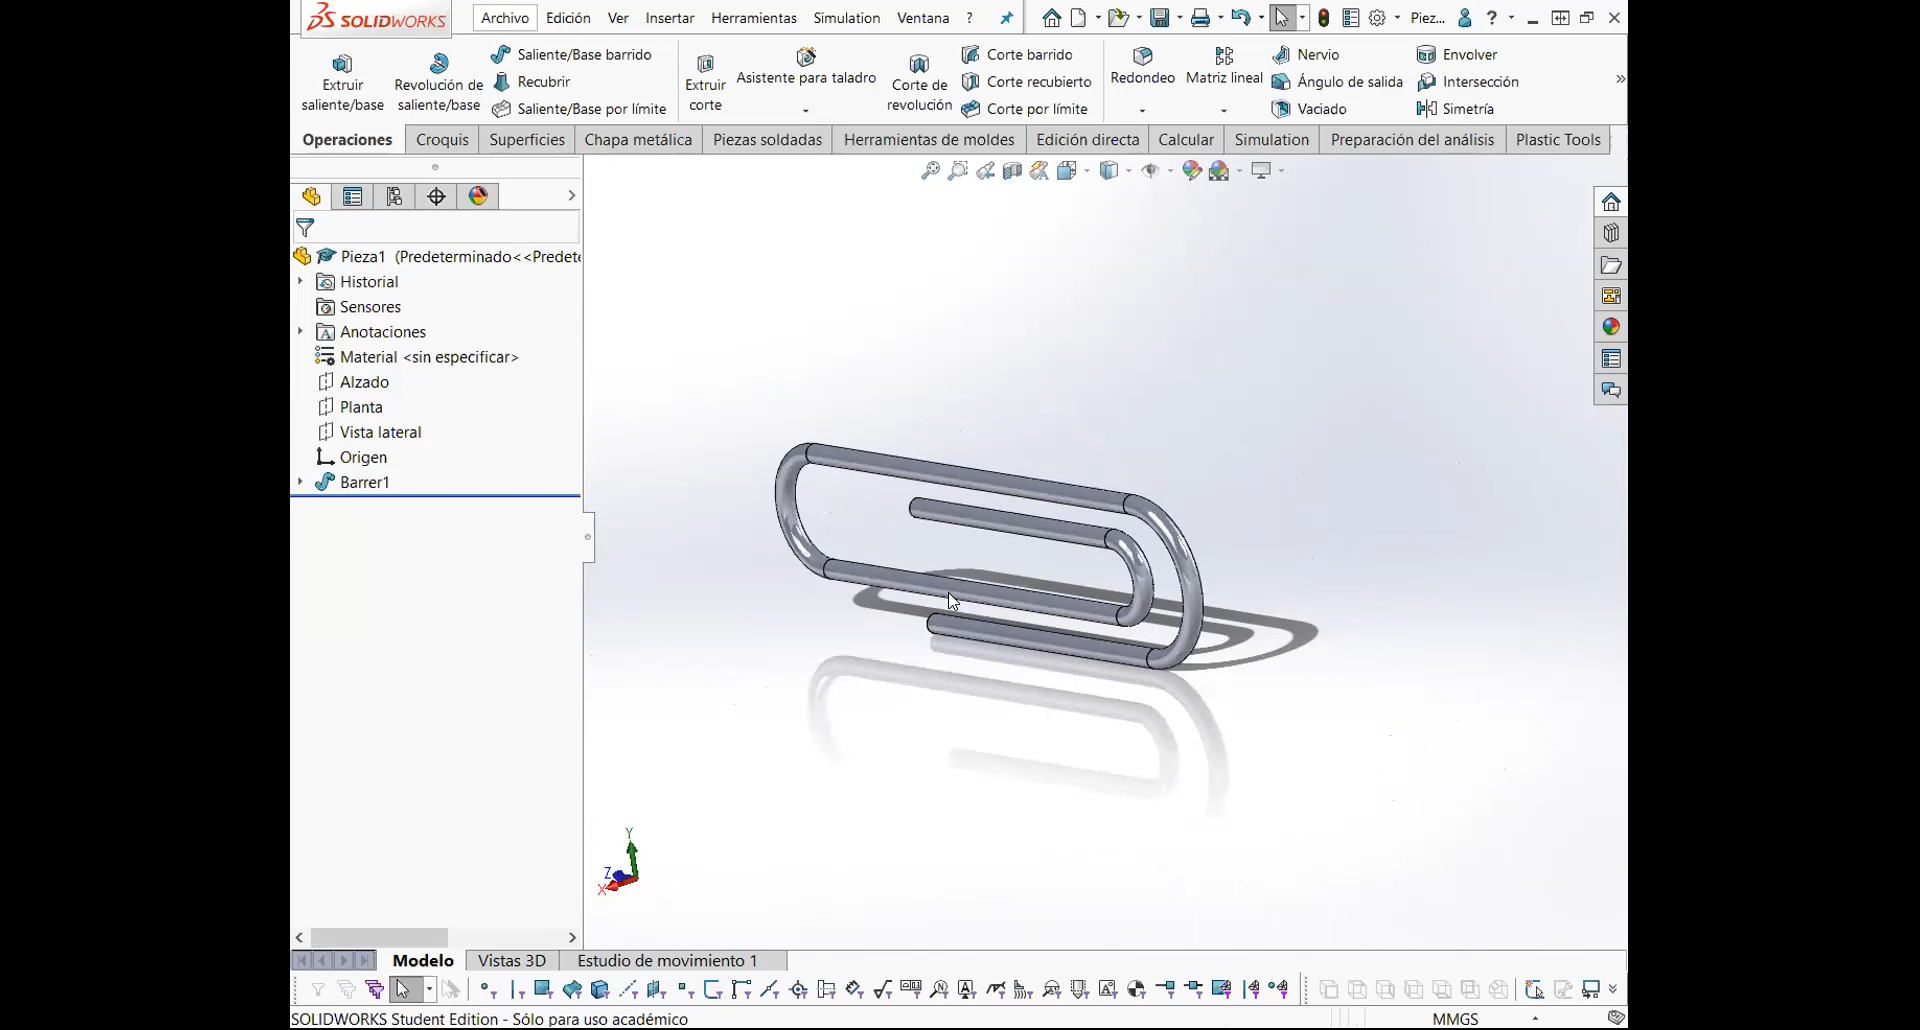 SOLIDWORKS
Archivo Edición Ver Insertar Herramientas Simulation Ventana ? Piez... ?
Extruir saliente/base
Revolución de saliente/base
Saliente/Base barrido
Recubrir
Saliente/Base por límite
Extruir corte
Asistente para taladro
Corte de revolución
Corte barrido
Corte recubierto
Corte por límite
Redondeo
Matriz lineal
Nervio
Ángulo de salida
Vaciado
Envolver
Intersección
Simetría
»
Operaciones Croquis Superficies Chapa metálica Piezas soldadas Herramientas de moldes Edición directa Calcular Simulation Preparación del análisis Plastic Tools
Pieza1 (Predeterminado<<Predete
Historial
Sensores
Anotaciones
Material <sin especificar>
Alzado
Planta
Vista lateral
Origen
Barrer1
Y
Z
X
Modelo Vistas 3D Estudio de movimiento 1
SOLIDWORKS Student Edition - Sólo para uso académico MMGS